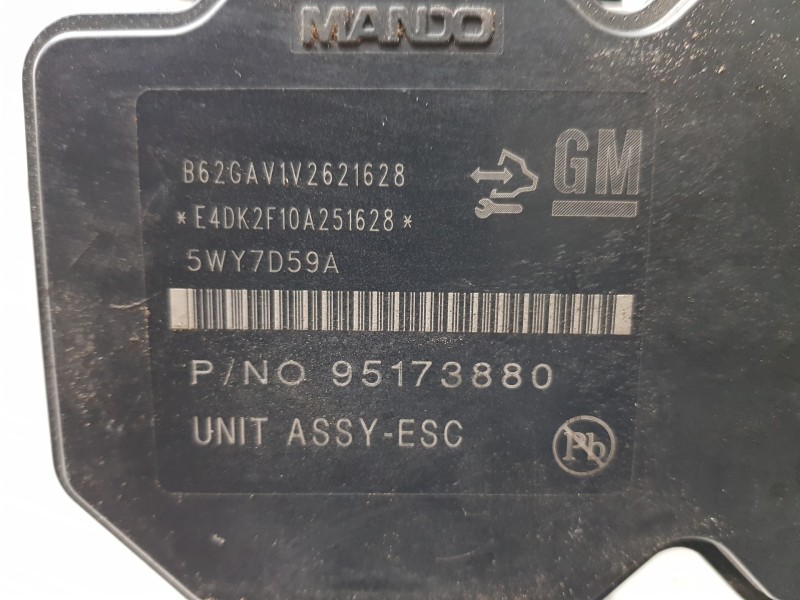 MANDO
B62GAV1V2621628
GM
*E4DK2F10A251628*
5WY7D59A
P/NO 95173880
UNIT ASSY-ESC
Pb